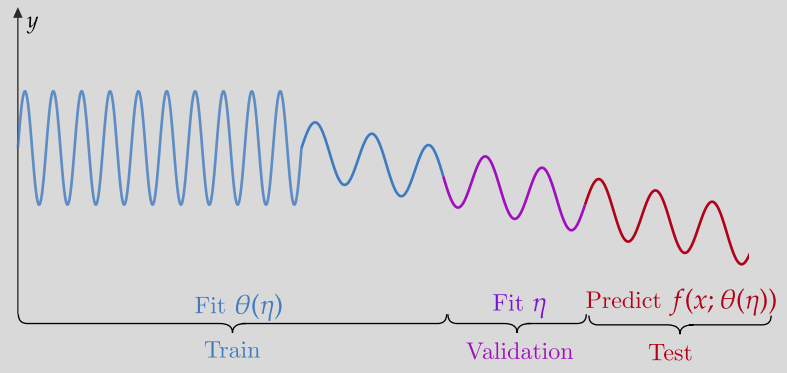 y
Fit θ(η) Fit η Predict f(x; θ(η))
Train Validation Test